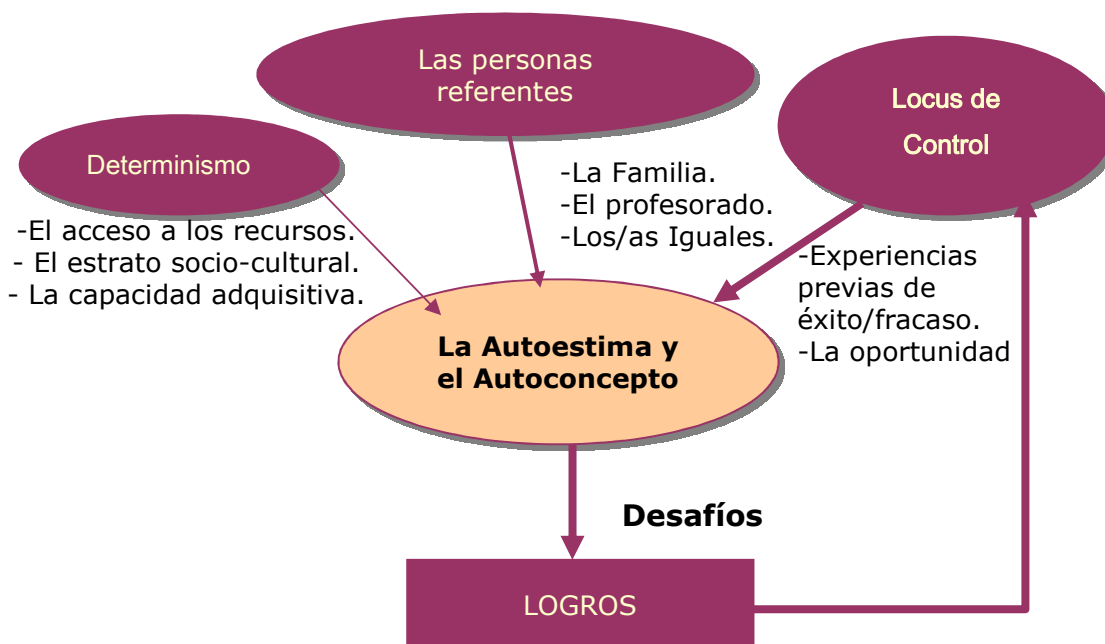 Las personas
referentes
Locus de
Control
Determinismo
-La Familia.
-El profesorado.
-Los/as Iguales.
-El acceso a los recursos.
- El estrato socio-cultural.
- La capacidad adquisitiva.
-Experiencias
previas de
éxito/fracaso.
-La oportunidad
La Autoestima y
el Autoconcepto
Desafíos
LOGROS